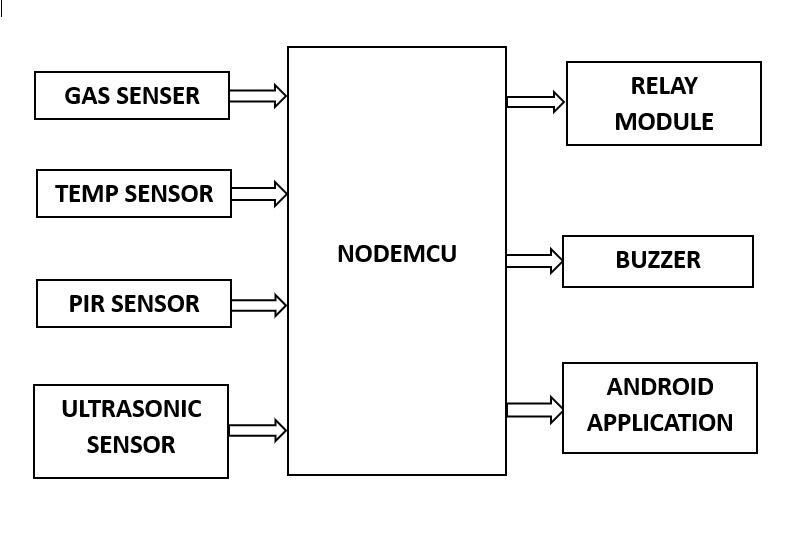 GAS SENSER
TEMP SENSOR
PIR SENSOR
ULTRASONIC
SENSOR
NODEMCU
RELAY
MODULE
BUZZER
ANDROID
APPLICATION